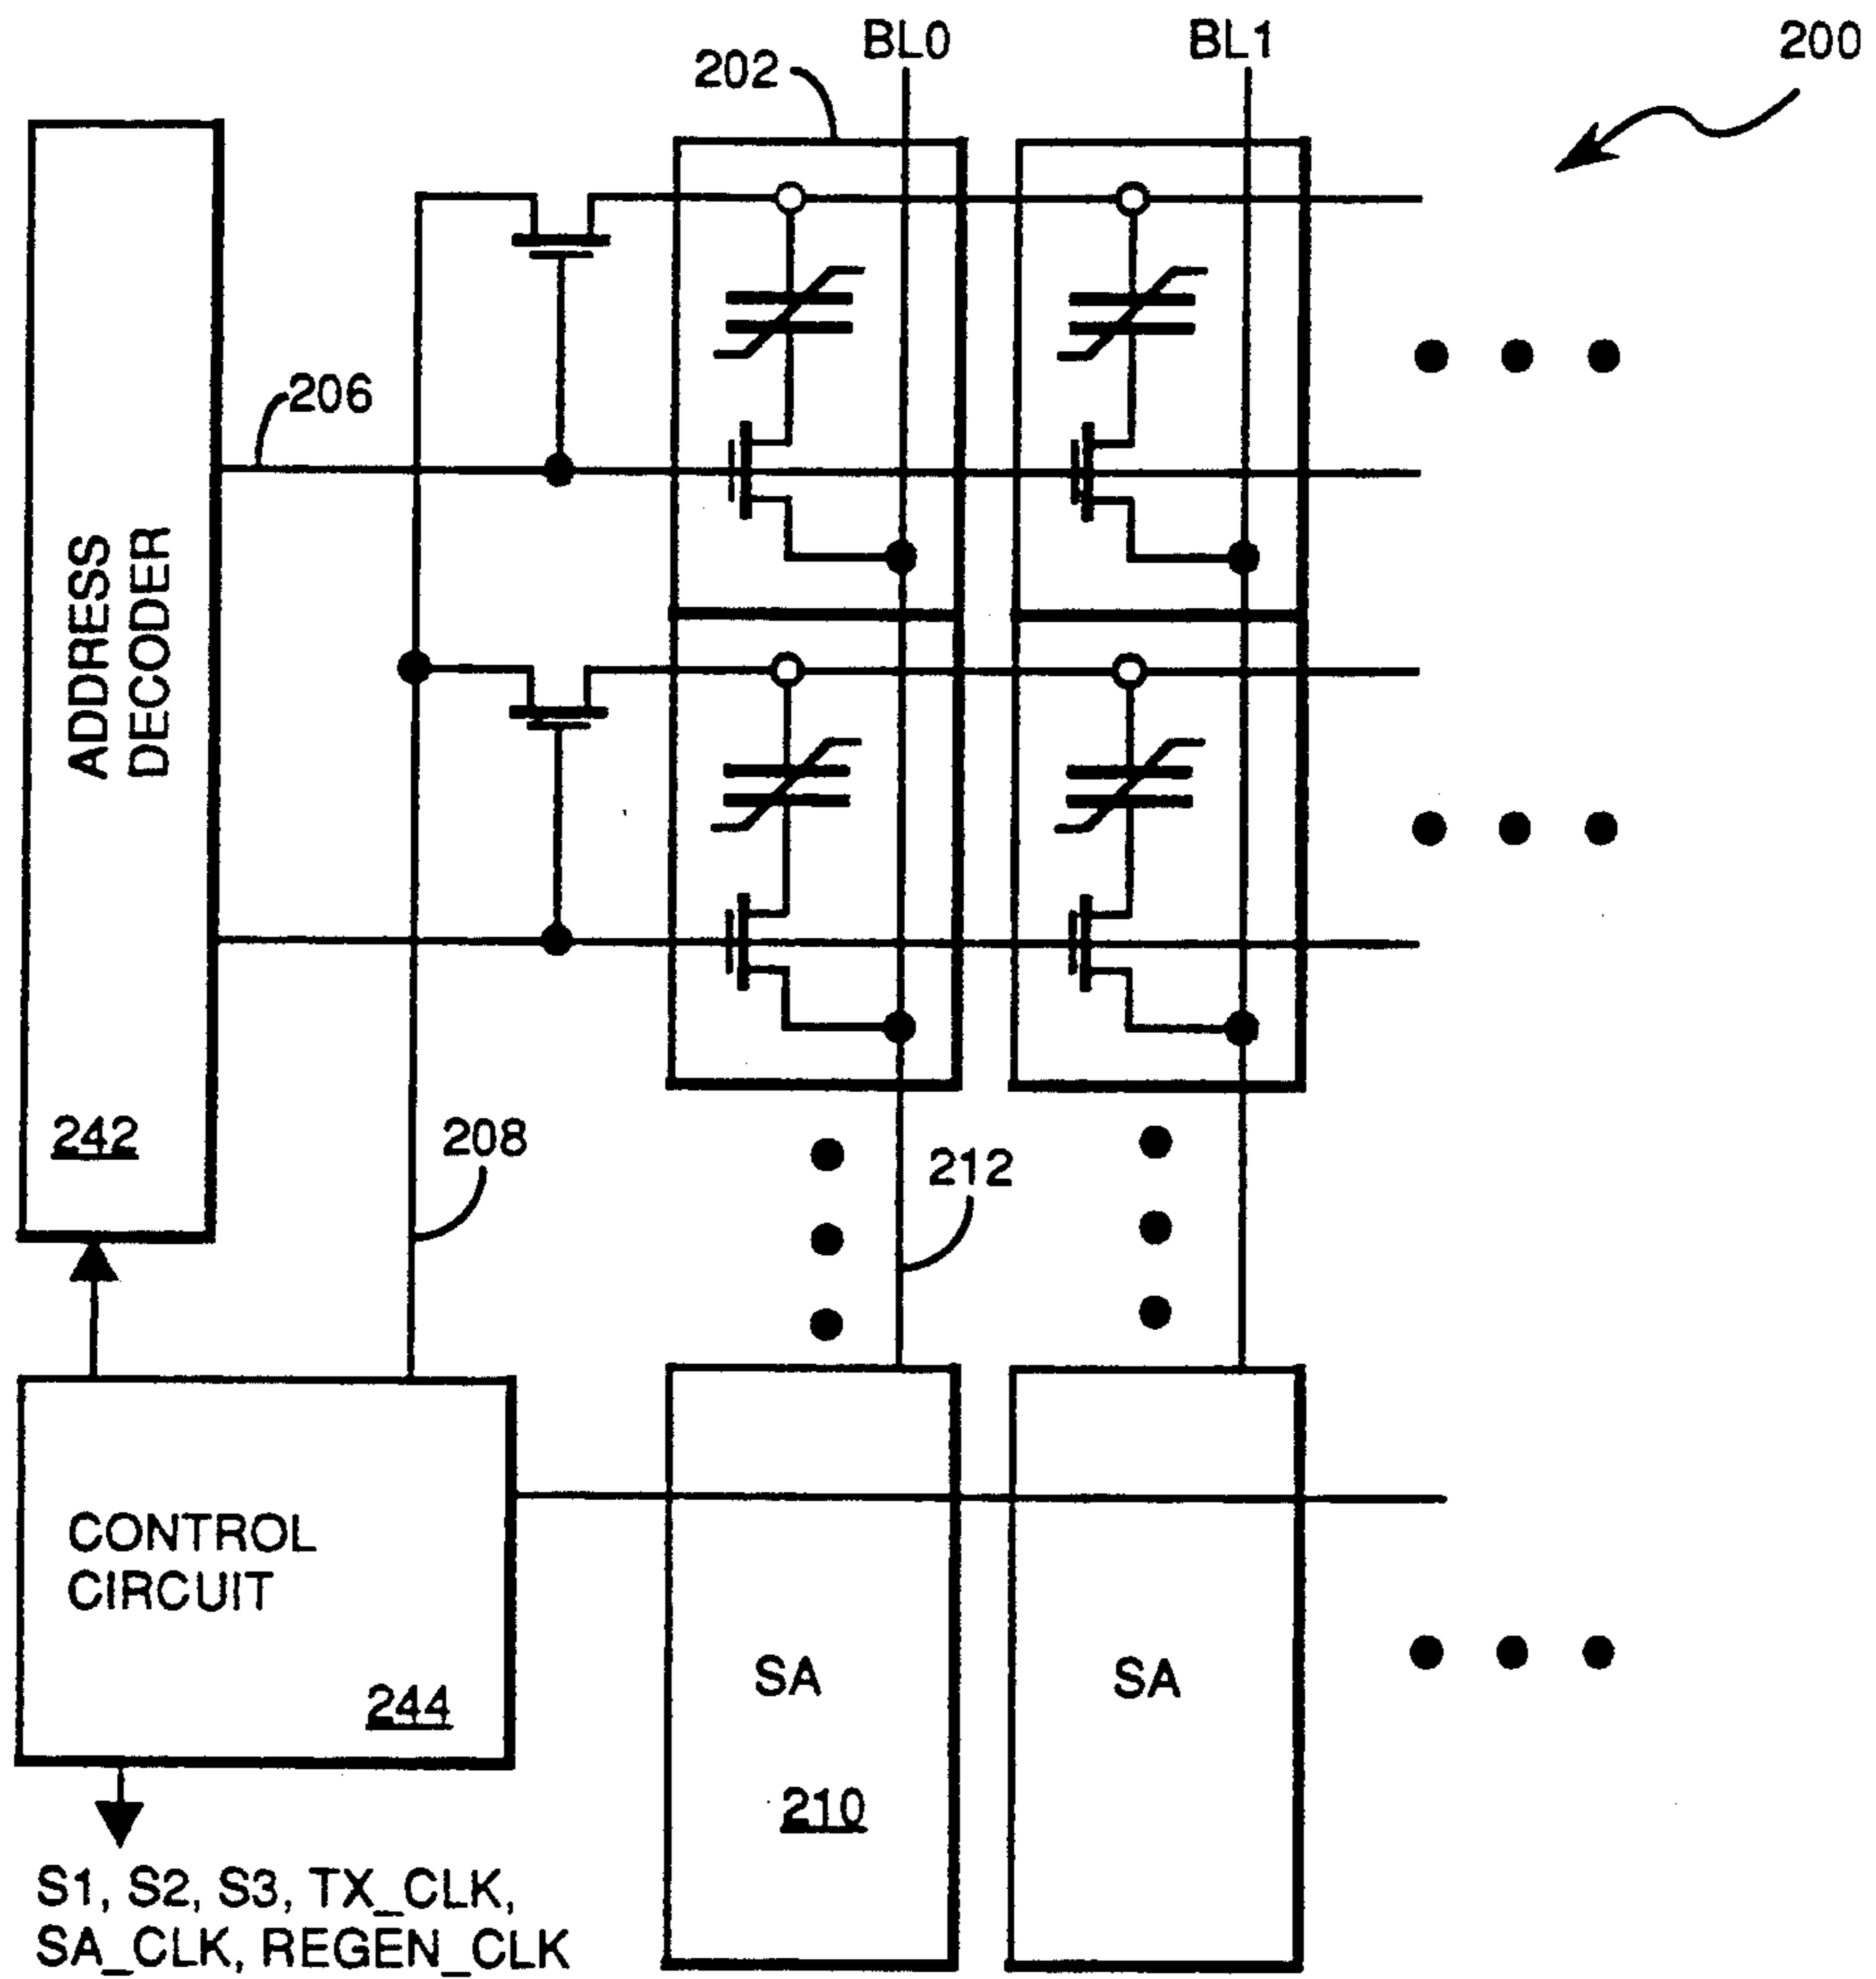 BL0
BL1
200
202
206
ADDRESS
DECODER
242
208
212
CONTROL
CIRCUIT
244
SA
SA
210
S1, S2, S3, TX_CLK,
SA_CLK, REGEN_CLK